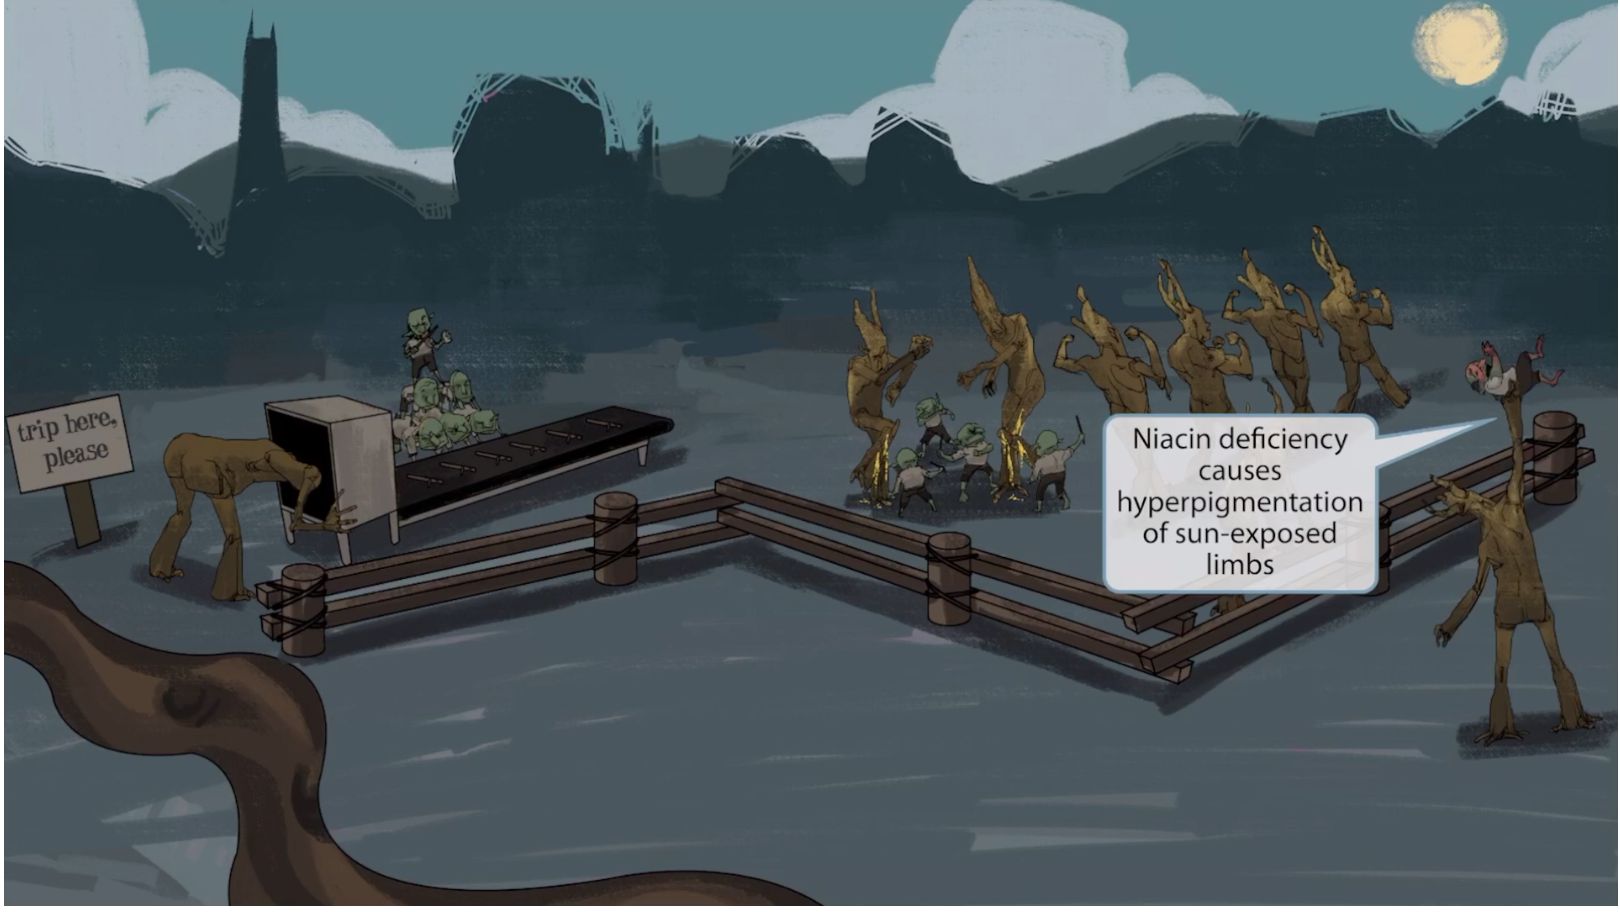 trip here,
please
Niacin deficiency
causes
hyperpigmentation
of sun-exposed
limbs